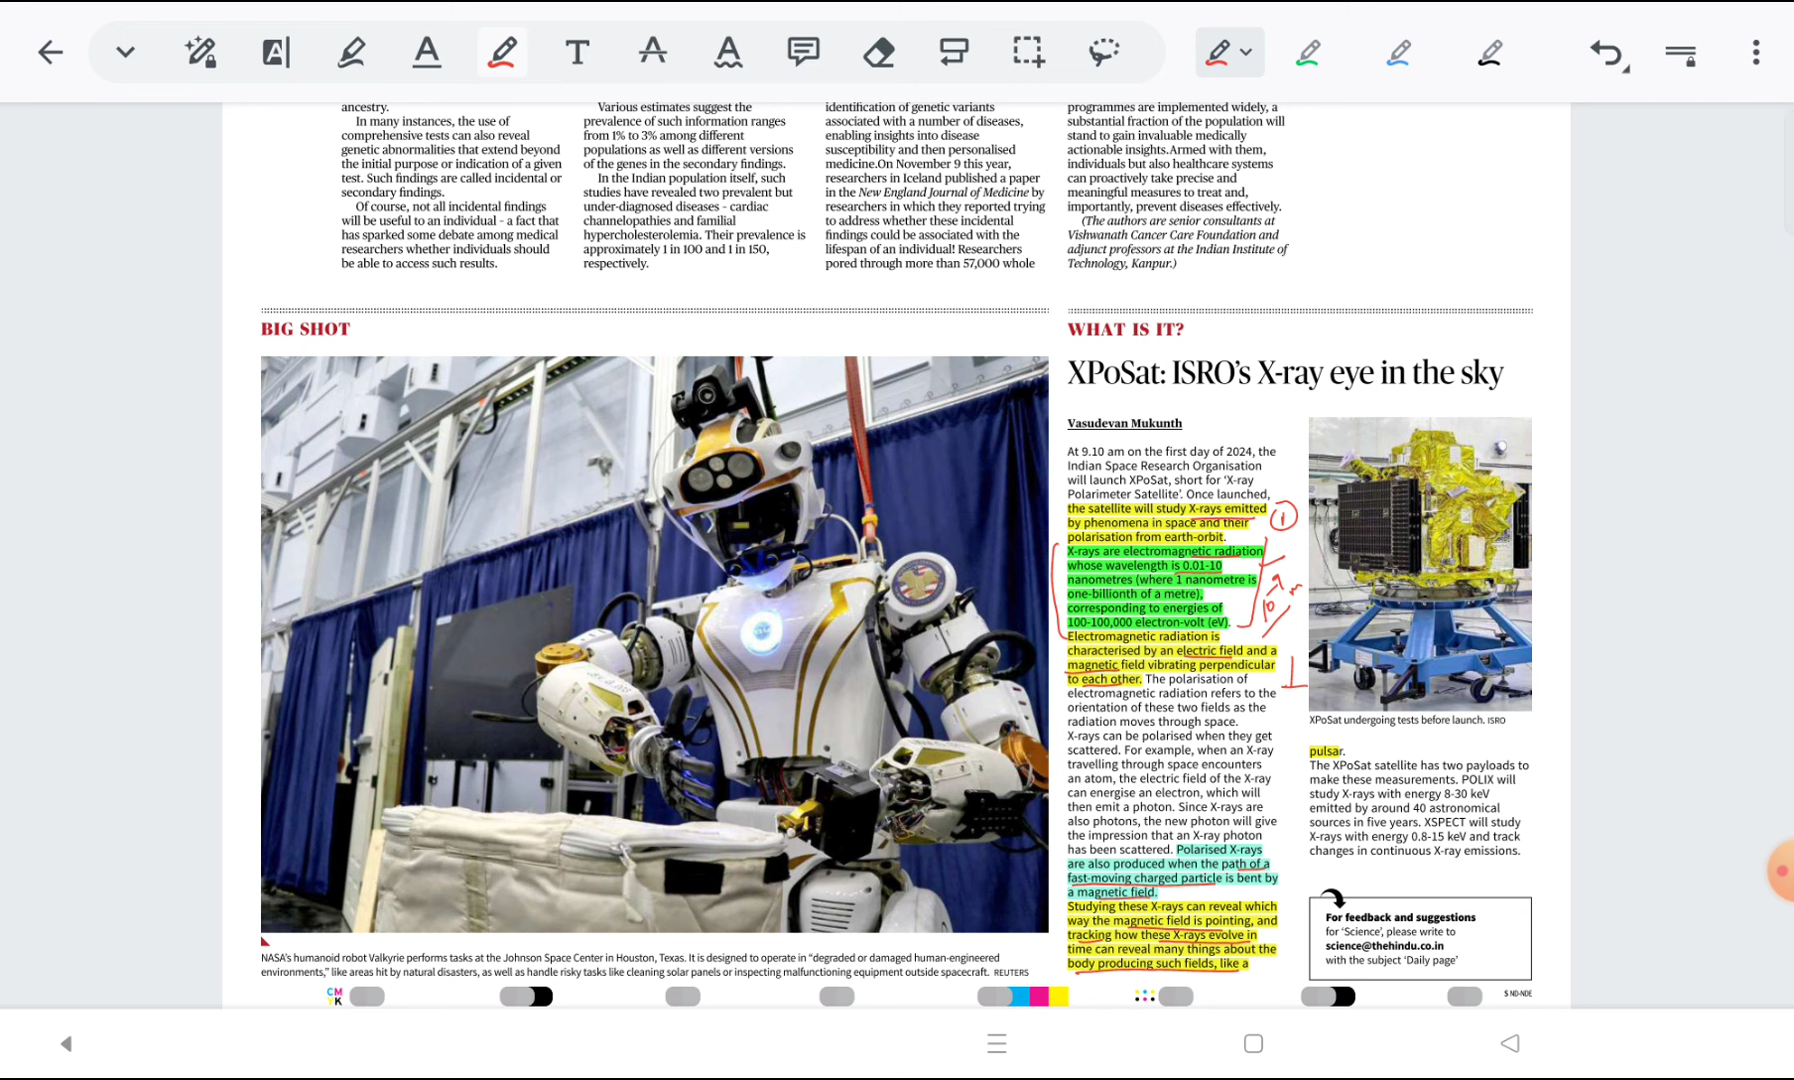 ancestry.
In many instances, the use of
comprehensive tests can also reveal
genetic abnormalities that extend beyond
the initial purpose or indication of a given
test. Such findings are called incidental or
secondary findings.
Of course, not all incidental findings
will be useful to an individual - a fact that
has sparked some debate among medical
researchers whether individuals should
be able to access such results.
Various estimates suggest the
prevalence of such information ranges
from 1% to 3% among different
populations as well as different versions
of the genes in the secondary findings.
In the Indian population itself, such
studies have revealed two prevalent but
under-diagnosed diseases - cardiac
channelopathies and familial
hypercholesterolemia. Their prevalence is
approximately 1 in 100 and 1 in 150,
respectively.
identification of genetic variants
associated with a number of diseases,
enabling insights into disease
susceptibility and then personalised
medicine.On November 9 this year,
researchers in Iceland published a paper
in the New England Journal of Medicine by
researchers in which they reported trying
to address whether these incidental
findings could be associated with the
lifespan of an individual! Researchers
pored through more than 57,000 whole
programmes are implemented widely, a
substantial fraction of the population will
stand to gain invaluable medically
actionable insights.Armed with them,
individuals but also healthcare systems
can proactively take precise and
meaningful measures to treat and,
importantly, prevent diseases effectively.
(The authors are senior consultants at
Vishwanath Cancer Care Foundation and
adjunct professors at the Indian Institute of
Technology, Kanpur.)
BIG SHOT
NASA's humanoid robot Valkyrie performs tasks at the Johnson Space Center in Houston, Texas. It is designed to operate in "degraded or damaged human-engineered
environments," like areas hit by natural disasters, as well as handle risky tasks like cleaning solar panels or inspecting malfunctioning equipment outside spacecraft. REUTERS
WHAT IS IT?
XPoSat: ISRO's X-ray eye in the sky
Vasudevan Mukunth
At 9.10 am on the first day of 2024, the
Indian Space Research Organisation
will launch XPoSat, short for 'X-ray
Polarimeter Satellite'. Once launched,
the satellite will study X-rays emitted
by phenomena in space and their
polarisation from earth-orbit.
X-rays are electromagnetic radiation
whose wavelength is 0.01-10
nanometres (where 1 nanometre is
one-billionth of a metre),
corresponding to energies of
100-100,000 electron-volt (eV).
Electromagnetic radiation is
characterised by an electric field and a
magnetic field vibrating perpendicular
to each other. The polarisation of
electromagnetic radiation refers to the
orientation of these two fields as the
radiation moves through space.
X-rays can be polarised when they get
scattered. For example, when an X-ray
travelling through space encounters
an atom, the electric field of the X-ray
can energise an electron, which will
then emit a photon. Since X-rays are
also photons, the new photon will give
the impression that an X-ray photon
has been scattered. Polarised X-rays
are also produced when the path of a
fast-moving charged particle is bent by
a magnetic field.
Studying these X-rays can reveal which
way the magnetic field is pointing, and
tracking how these X-rays evolve in
time can reveal many things about the
body producing such fields, like a
1
XPoSat undergoing tests before launch. ISRO
pulsar.
The XPoSat satellite has two payloads to
make these measurements. POLIX will
study X-rays with energy 8-30 keV
emitted by around 40 astronomical
sources in five years. XSPECT will study
X-rays with energy 0.8-15 keV and track
changes in continuous X-ray emissions.
For feedback and suggestions
for 'Science', please write to
science@thehindu.co.in
with the subject 'Daily page'
CM
YK
S ND-NDE